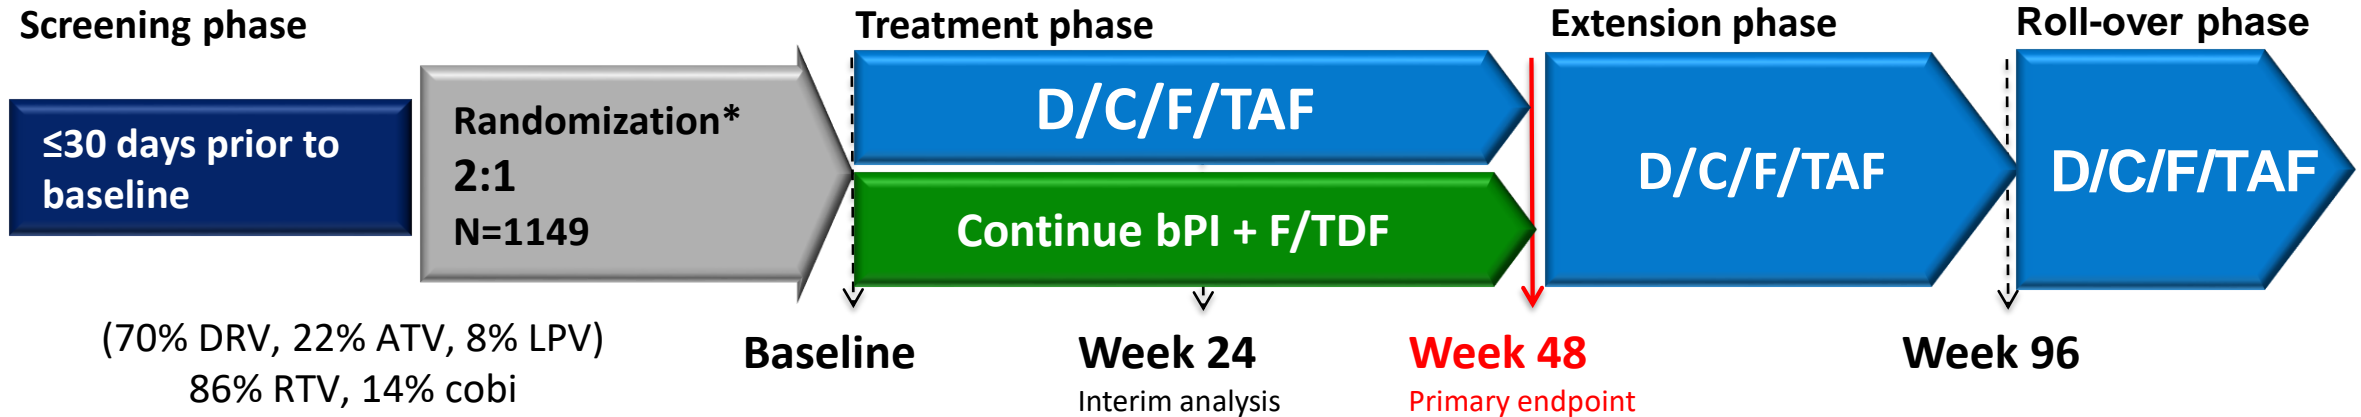 Screening phase
≤30 days prior to
baseline
Randomization*
2:1
N=1149
(70% DRV, 22% ATV, 8% LPV)
86% RTV, 14% cobi
Treatment phase
D/C/F/TAF
Continue bPI + F/TDF
Extension phase
D/C/F/TAF
Roll-over phase
D/C/F/TAF
Baseline
Week 24
Interim analysis
Week 48
Primary endpoint
Week 96